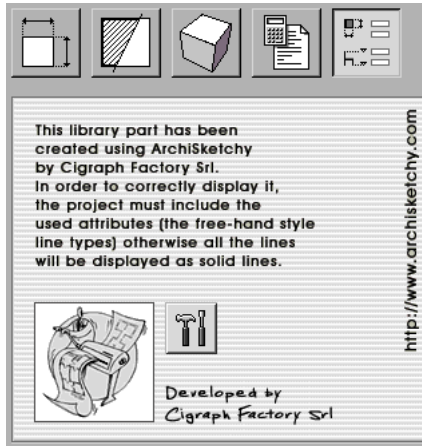 This library part has been
created using ArchiSketchy
by Cigraph Factory Srl.
In order to correctly display it,
the project must include the
used attributes (the free-hand style
line types) otherwise all the lines
will be displayed as solid lines.
http://www.archisketchy.com
Developed by
Cigraph Factory Srl